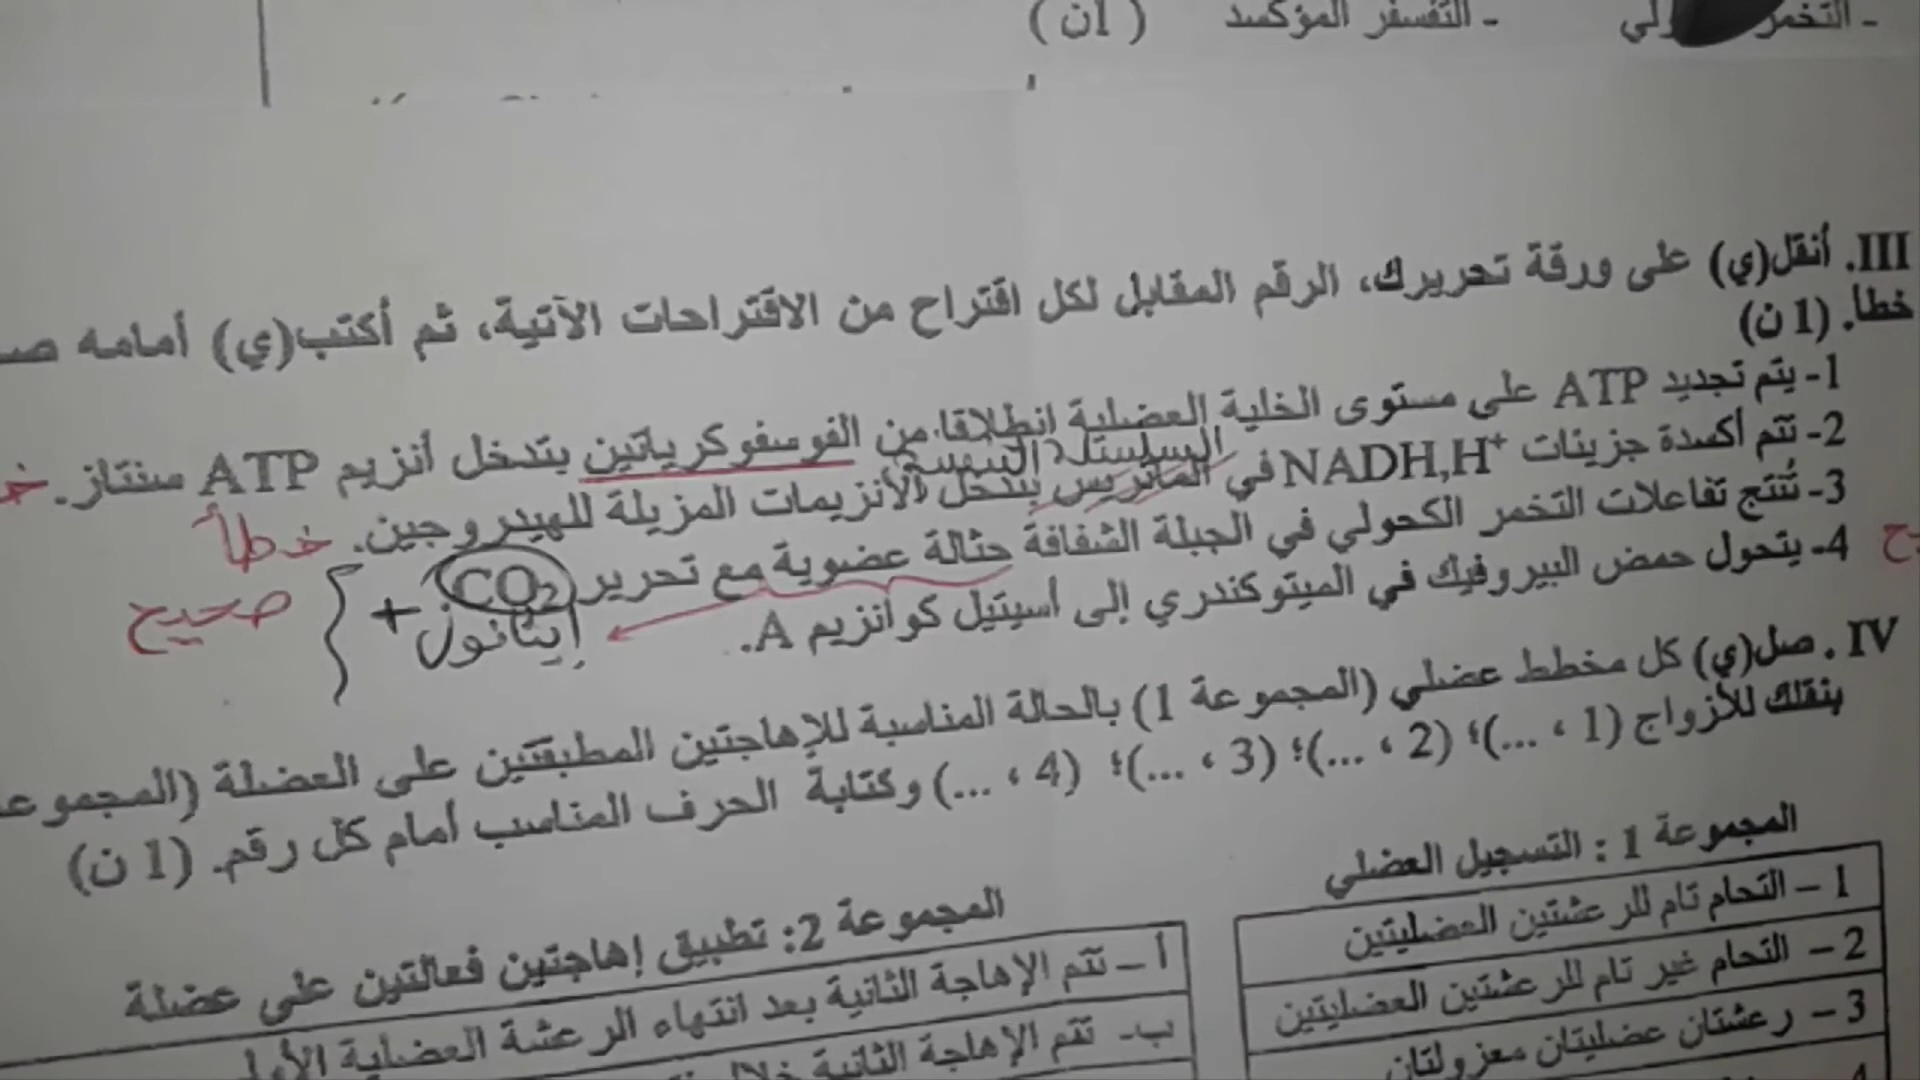 - التخمر - التفسفر المؤكسد (1ن)
III. أنقل(ي) على ورقة تحريرك، الرقم المقابل لكل اقتراح من الاقتراحات الآتية، ثم أكتب(ي) أمامه
خطأ. (1 ن)
1- يتم تجديد ATP على مستوى الخلية العضلية انطلاقا من الفوسفوكرياتين بتدخل أنزيم ATP سنتاز.
2- تتم أكسدة جزيئات NADH,H+ في الماتريس بتدخل الأنزيمات المزيلة للهيدروجين. خطأ
3- تُنتج تفاعلات التخمر الكحولي في الجبلة الشفافة حثالة عضوية مع تحرير CO2 + إيثانول صحيح
4- يتحول حمض البيروفيك في الميتوكندري إلى أسيتيل كوانزيم A.
IV. صل(ي) كل مخطط عضلي (المجموعة 1) بالحالة المناسبة للإهاجتين المطبقتين على العضلة
بنقلك للأزواج (1 ، ...)؛ (2 ، ...)؛ (3 ، ...)؛ (4 ، ...) وكتابة الحرف المناسب أمام كل رقم. (1 ن)
المجموعة 1 : التسجيل العضلي
1 – التحام تام للرعشتين العضليتين
2 – التحام غير تام للرعشتين العضليتين
3 – رعشتان عضليتان معزولتان
المجموعة 2: تطبيق إهاجتين فعالتين على عضلة
أ – تتم الإهاجة الثانية بعد انتهاء الرعشة العضلية الأولى
ب- تتم الإهاجة الثانية خلال